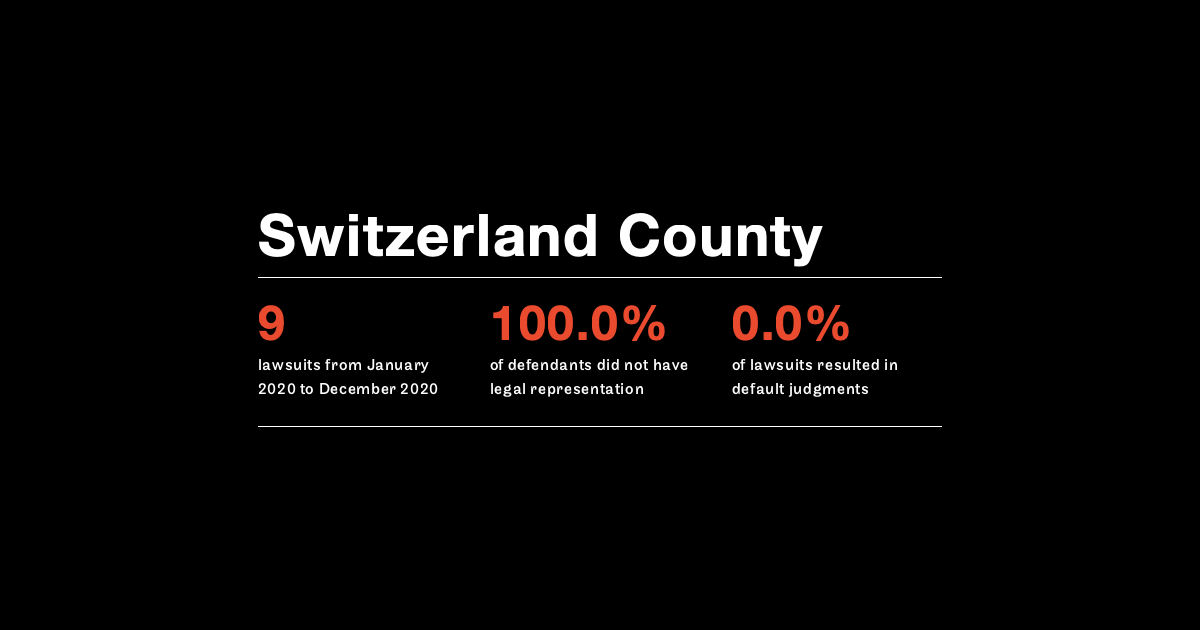 Switzerland County
9
lawsuits from January
2020 to December 2020
100.0%
of defendants did not have
legal representation
0.0%
of lawsuits resulted in
default judgments